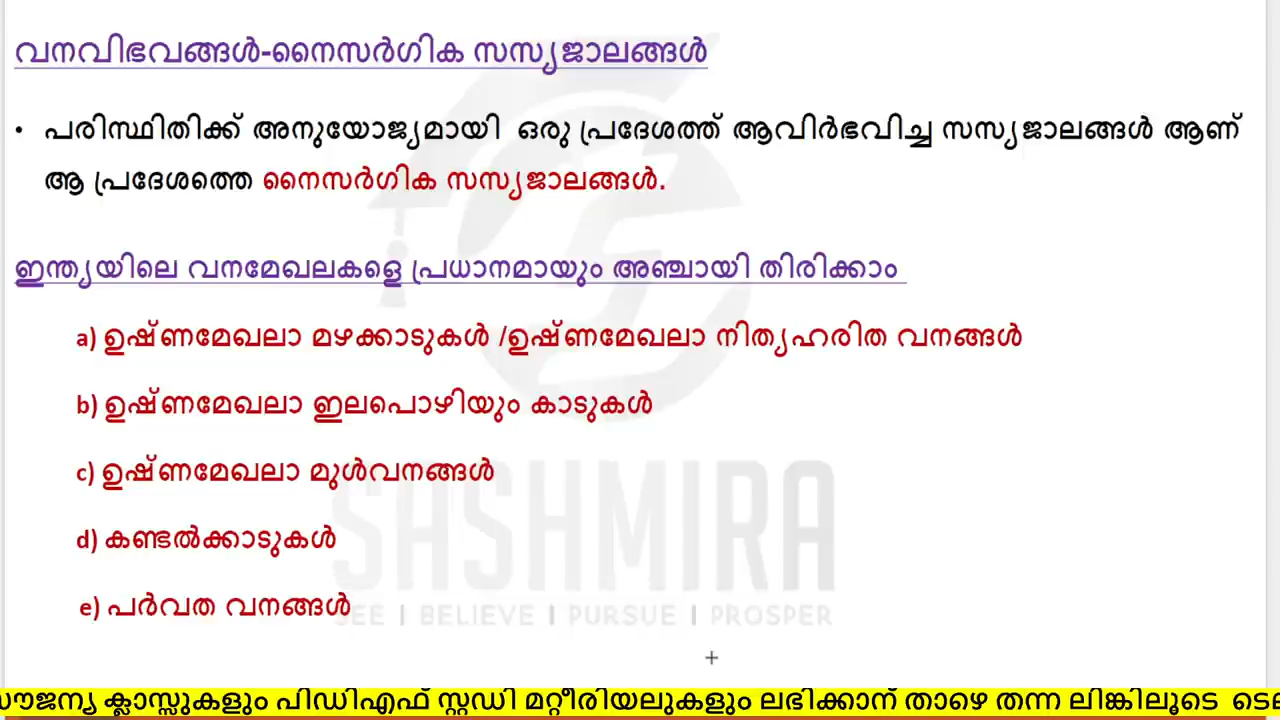 വനവിഭവങ്ങൾ-നൈസർഗിക സസ്യജാലങ്ങൾ
• പരിസ്ഥിതിക്ക് അനുയോജ്യമായി ഒരു പ്രദേശത്ത് ആവിർഭവിച്ച സസ്യജാലങ്ങൾ ആണ്
ആ പ്രദേശത്തെ നൈസർഗിക സസ്യജാലങ്ങൾ.
ഇന്ത്യയിലെ വനമേഖലകളെ പ്രധാനമായും അഞ്ചായി തിരിക്കാം
a) ഉഷ്ണമേഖലാ മഴക്കാടുകൾ /ഉഷ്ണമേഖലാ നിത്യഹരിത വനങ്ങൾ
b) ഉഷ്ണമേഖലാ ഇലപൊഴിയും കാടുകൾ
c) ഉഷ്ണമേഖലാ മുൾവനങ്ങൾ
SASHMIRA
d) കണ്ടൽക്കാടുകൾ
e) പർവത വനങ്ങൾ
SEE | BELIEVE | PURSUE | PROSPER
സൗജന്യ ക്ലാസ്സുകളും പിഡിഎഫ് സ്റ്റഡി മറ്റീരിയലുകളും ലഭിക്കാന് താഴെ തന്ന ലിങ്കിലൂടെ